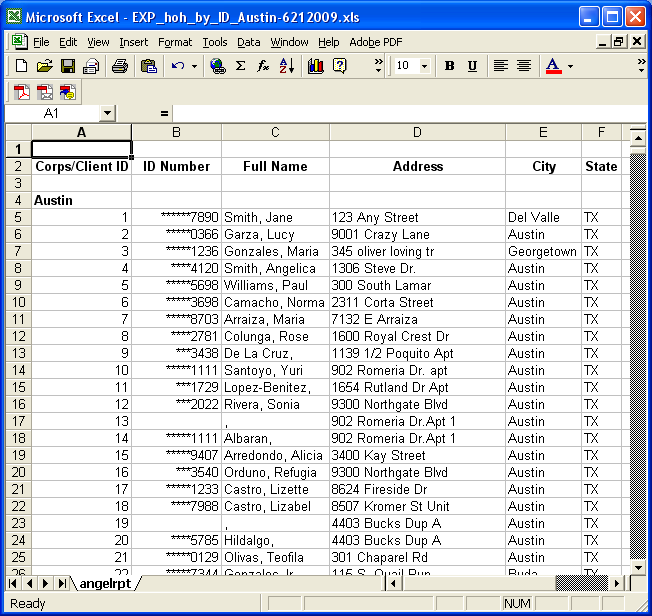 Microsoft Excel - EXP_hoh_by_ID_Austin-6212009.xls
File Edit View Insert Format Tools Data Window Help Adobe PDF
10 B U A
A1 =
A B C D E F
1
2 Corps/Client ID ID Number Full Name Address City State
3
4 Austin
5 1 ******7890 Smith, Jane 123 Any Street Del Valle TX
6 2 *****0366 Garza, Lucy 9001 Crazy Lane Austin TX
7 3 ****1236 Gonzales, Maria 345 oliver loving tr Georgetown TX
8 4 ****4120 Smith, Angelica 1306 Steve Dr. Austin TX
9 5 *****5698 Williams, Paul 300 South Lamar Austin TX
10 6 *****3698 Camacho, Norma 2311 Corta Street Austin TX
11 7 *****8703 Arraiza, Maria 7132 E Arraiza Austin TX
12 8 ****2781 Colunga, Rose 1600 Royal Crest Dr Austin TX
13 9 ***3438 De La Cruz, 1139 1/2 Poquito Apt Austin TX
14 10 *****1111 Santoyo, Yuri 902 Romeria Dr. apt Austin TX
15 11 ***1729 Lopez-Benitez, 1654 Rutland Dr Apt Austin TX
16 12 ***2022 Rivera, Sonia 9300 Northgate Blvd Austin TX
17 13 , 902 Romeria Dr.Apt 1 Austin TX
18 14 *****1111 Albaran, 902 Romeria Dr.Apt 1 Austin TX
19 15 *****9407 Arredondo, Alicia 3400 Kay Street Austin TX
20 16 ***3540 Orduno, Refugia 9300 Northgate Blvd Austin TX
21 17 *****1233 Castro, Lizette 8624 Fireside Dr Austin TX
22 18 ****7988 Castro, Lizabel 8507 Kromer St Unit Austin TX
23 19 , 4403 Bucks Dup A Austin TX
24 20 ****5785 Hildalgo, 4403 Bucks Dup A Austin TX
25 21 *****0129 Olivas, Teofila 301 Chaparel Rd Austin TX
26 22 *****7344 Gonzales Jr, 115 S. Quail Run Buda TX
angelrpt
Ready NUM